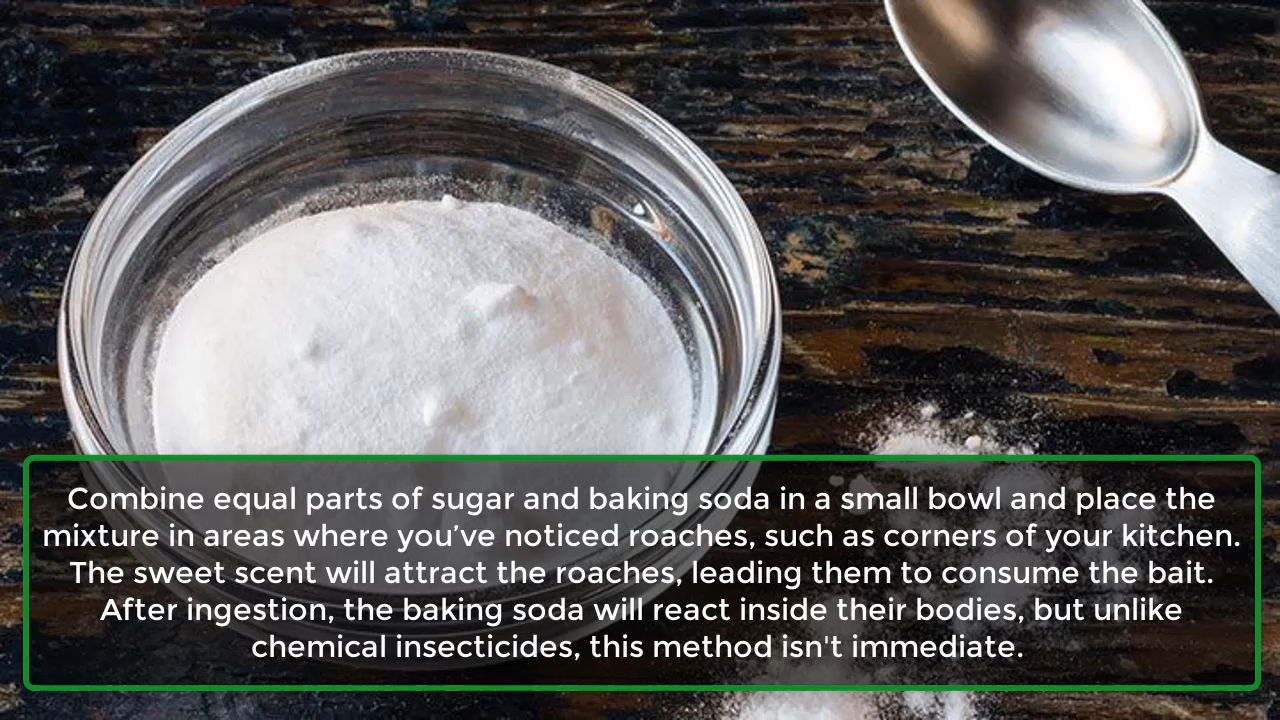 Combine equal parts of sugar and baking soda in a small bowl and place the
mixture in areas where you’ve noticed roaches, such as corners of your kitchen.
The sweet scent will attract the roaches, leading them to consume the bait.
After ingestion, the baking soda will react inside their bodies, but unlike
chemical insecticides, this method isn't immediate.